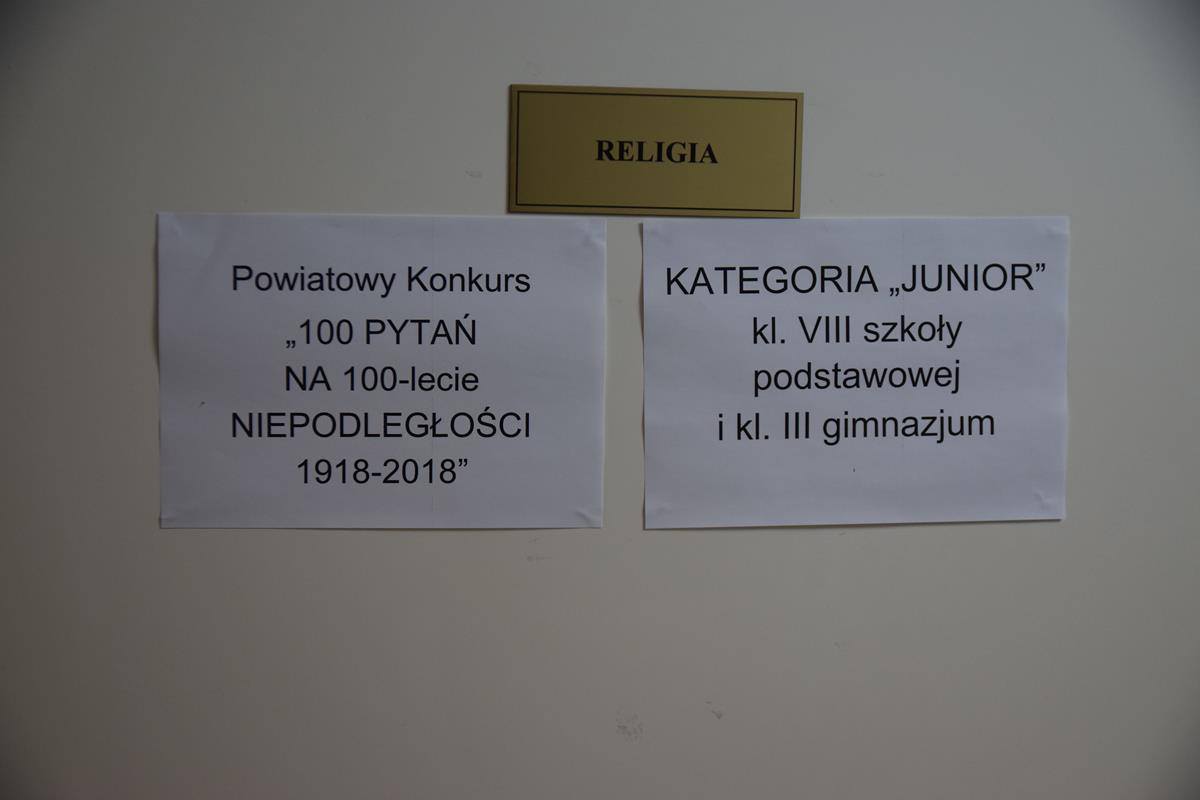 RELIGIA
Powiatowy Konkurs
„100 PYTAŃ
NA 100-lecie
NIEPODLEGŁOŚCI
1918-2018”
KATEGORIA „JUNIOR”
kl. VIII szkoły
podstawowej
i kl. III gimnazjum